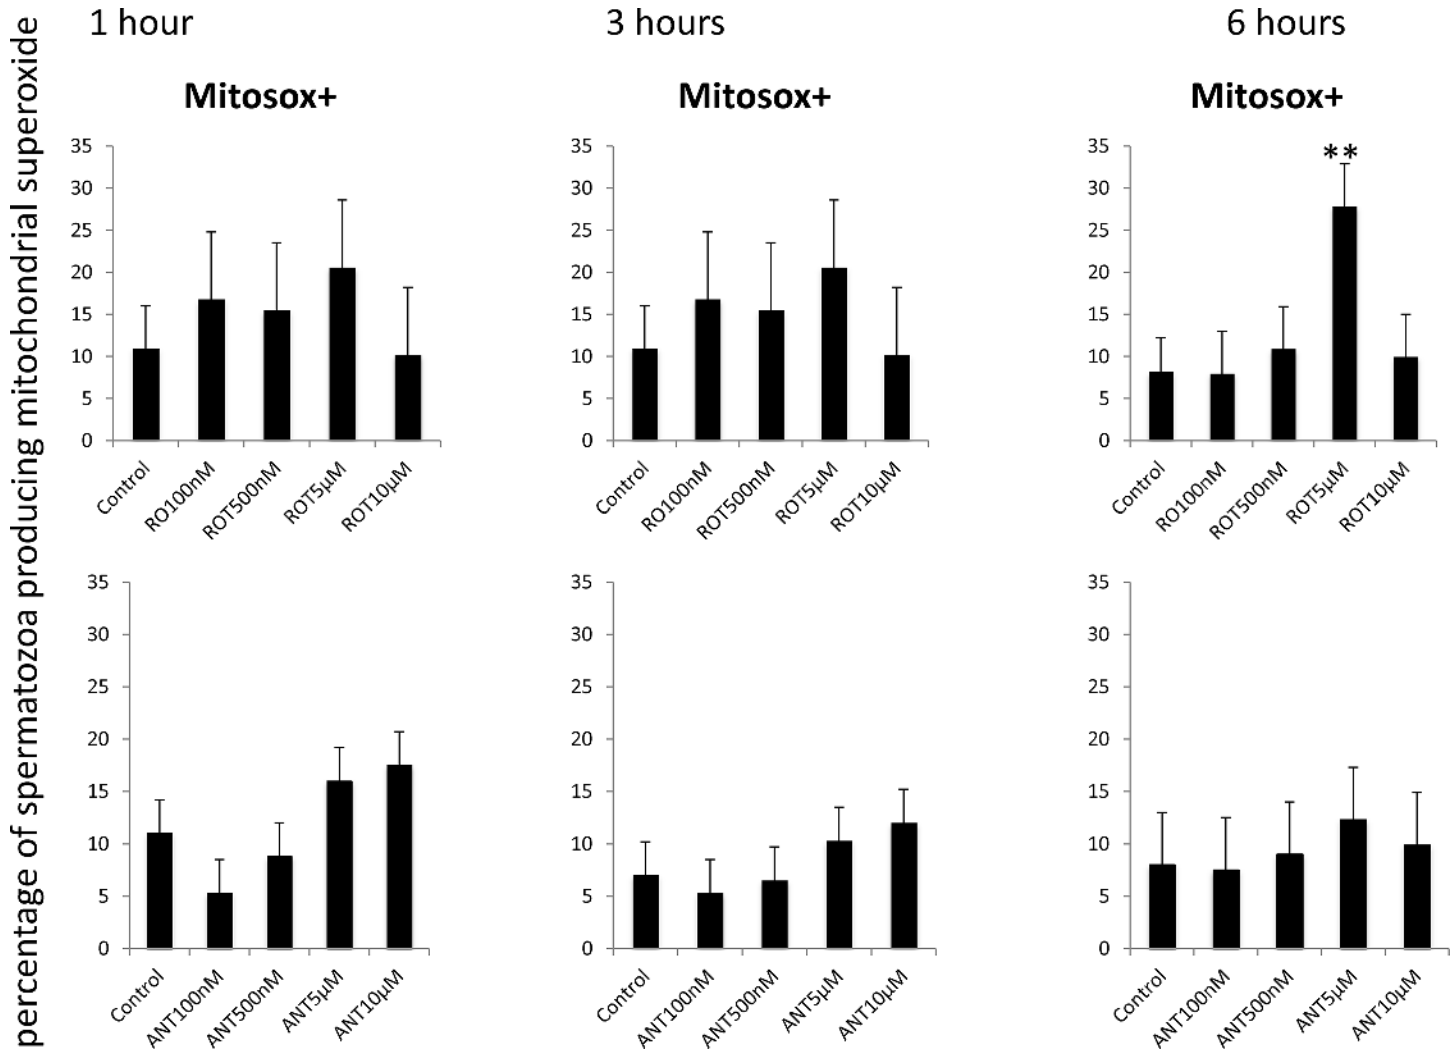 percentage of spermatozoa producing mitochondrial superoxide
1 hour
3 hours
6 hours
Mitosox+
35
30
25
20
15
10
5
0
Control
RO100nM
ROT500nM
ROT5µM
ROT10µM
Mitosox+
35
30
25
20
15
10
5
0
Control
RO100nM
ROT500nM
ROT5µM
ROT10µM
Mitosox+
**
35
30
25
20
15
10
5
0
Control
RO100nM
ROT500nM
ROT5µM
ROT10µM
35
30
25
20
15
10
5
0
Control
ANT100nM
ANT500nM
ANT5µM
ANT10µM
35
30
25
20
15
10
5
0
Control
ANT100nM
ANT500nM
ANT5µM
ANT10µM
35
30
25
20
15
10
5
0
Control
ANT100nM
ANT500nM
ANT5µM
ANT10µM